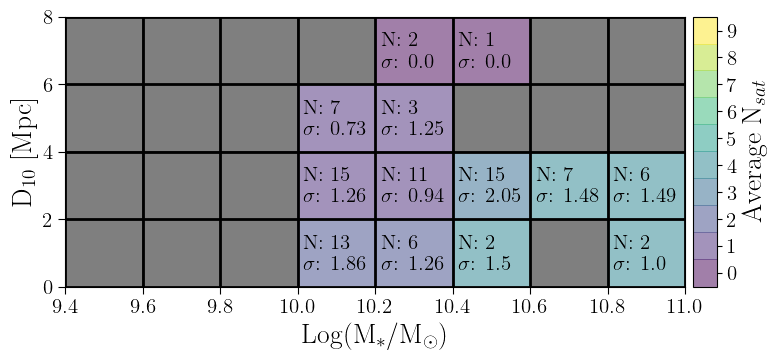 8
N: 2
σ: 0.0
N: 1
σ: 0.0
6
N: 7
σ: 0.73
N: 3
σ: 1.25
4
N: 15
σ: 1.26
N: 11
σ: 0.94
N: 15
σ: 2.05
N: 7
σ: 1.48
N: 6
σ: 1.49
2
N: 13
σ: 1.86
N: 6
σ: 1.26
N: 2
σ: 1.5
N: 2
σ: 1.0
0
D₁₀ [Mpc]
9.4 9.6 9.8 10.0 10.2 10.4 10.6 10.8 11.0
Log(M∗/M⊙)
9
8
7
6
5
4
3
2
1
0
Average Nₛₐₜ